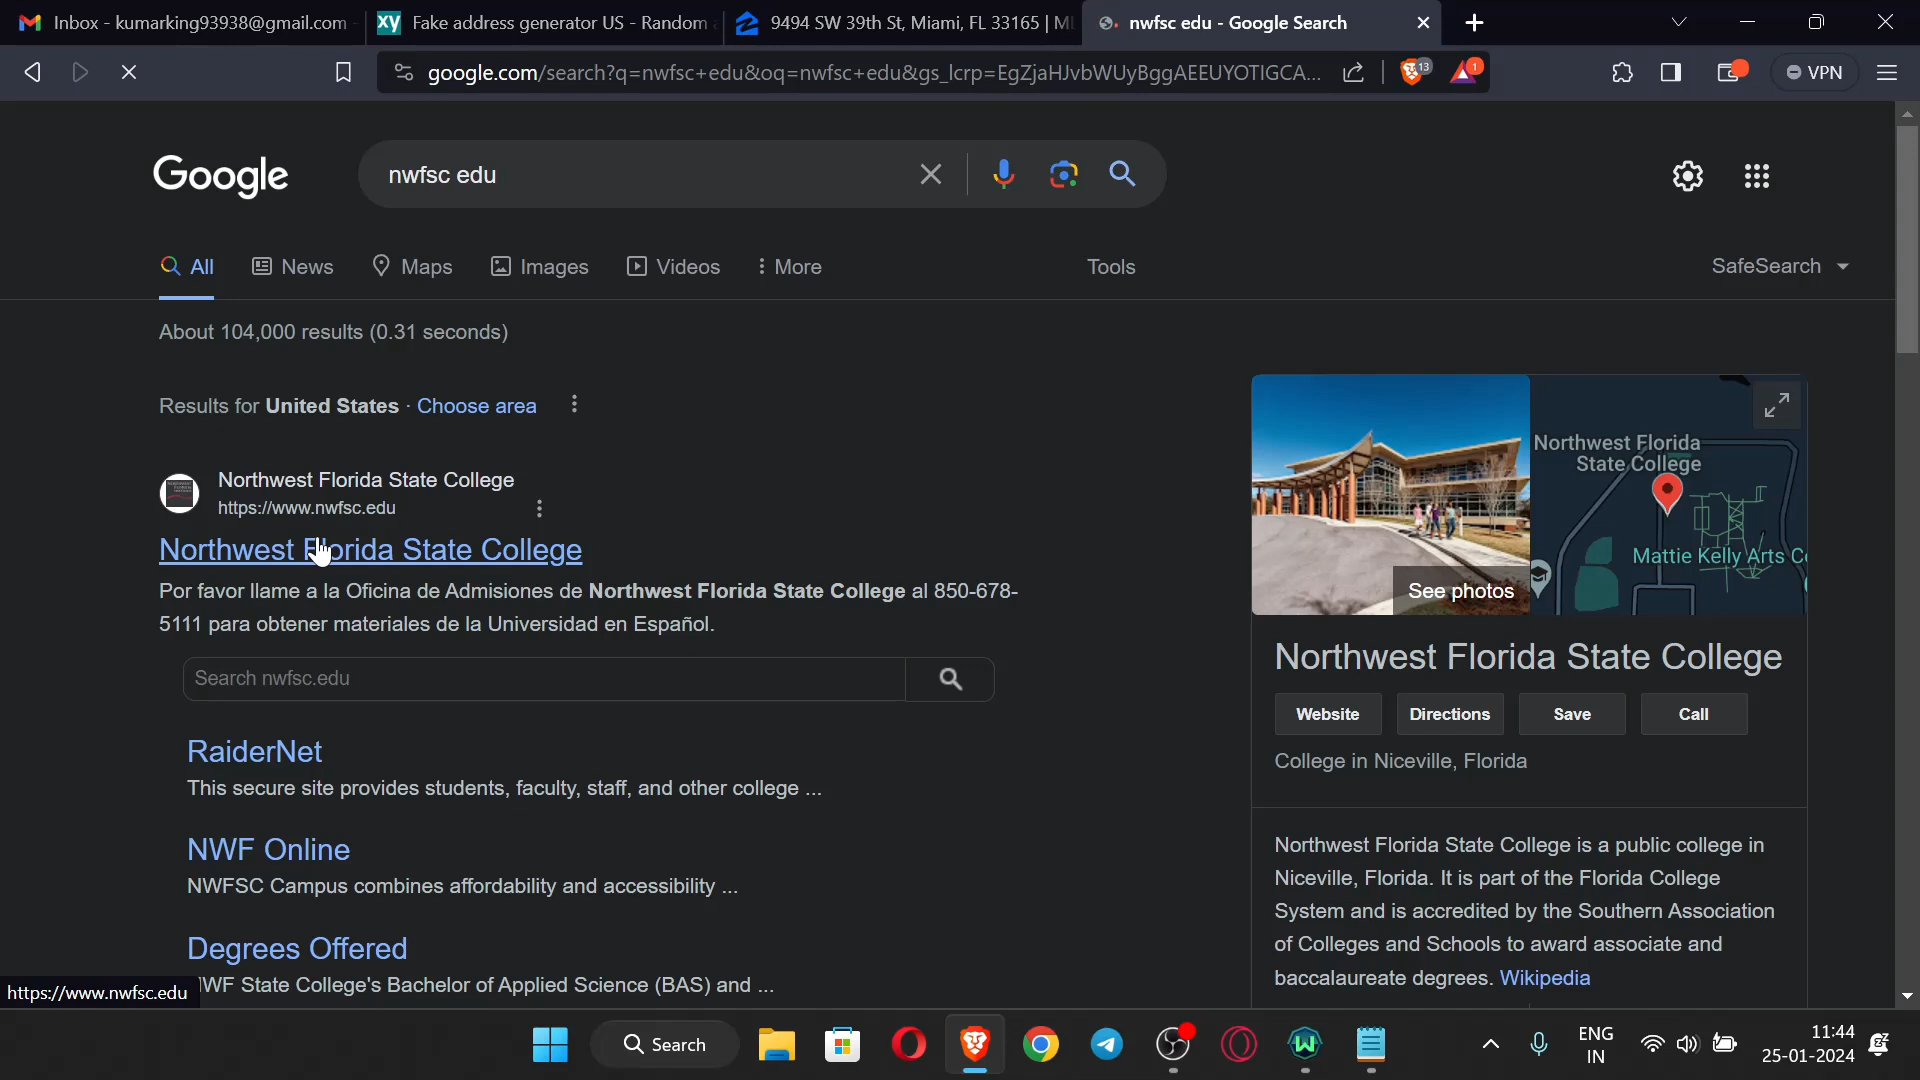 Inbox - kumarking93938@gmail.com
Fake address generator US - Random
9494 SW 39th St, Miami, FL 33165 | M
nwfsc edu - Google Search
google.com/search?q=nwfsc+edu&oq=nwfsc+edu&gs_lcrp=EgZjaHJvbWUyBggAEEUYOTIGCA...
13
1
VPN
Google
nwfsc edu
All
News
Maps
Images
Videos
More
Tools
SafeSearch
About 104,000 results (0.31 seconds)
Results for United States · Choose area
Northwest Florida State College
https://www.nwfsc.edu
Northwest Florida State College
Por favor llame a la Oficina de Admisiones de Northwest Florida State College al 850-678-
5111 para obtener materiales de la Universidad en Español.
Search nwfsc.edu
RaiderNet
This secure site provides students, faculty, staff, and other college ...
NWF Online
NWFSC Campus combines affordability and accessibility ...
Degrees Offered
WF State College's Bachelor of Applied Science (BAS) and ...
https://www.nwfsc.edu
Northwest Florida
State College
Mattie Kelly Arts C
See photos
Northwest Florida State College
Website
Directions
Save
Call
College in Niceville, Florida
Northwest Florida State College is a public college in
Niceville, Florida. It is part of the Florida College
System and is accredited by the Southern Association
of Colleges and Schools to award associate and
baccalaureate degrees. Wikipedia
Search
ENG
IN
11:44
25-01-2024